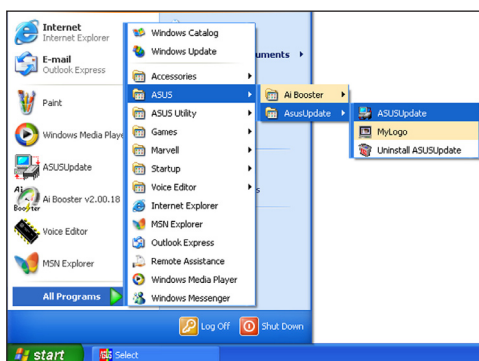 Internet
Internet Explorer
E-mail
Outlook Express
Paint
Windows Media Playe
ASUSUpdate
Ai Booster v2.00.18
Voice Editor
MSN Explorer
All Programs
Windows Catalog
Windows Update
Accessories
ASUS
ASUS Utility
Games
Marvell
Startup
Voice Editor
Internet Explorer
MSN Explorer
Outlook Express
Remote Assistance
Windows Media Player
Windows Messenger
uments
s
Ai Booster
AsusUpdate
ASUSUpdate
MyLogo
Uninstall ASUSUpdate
Log Off
Shut Down
start
Select